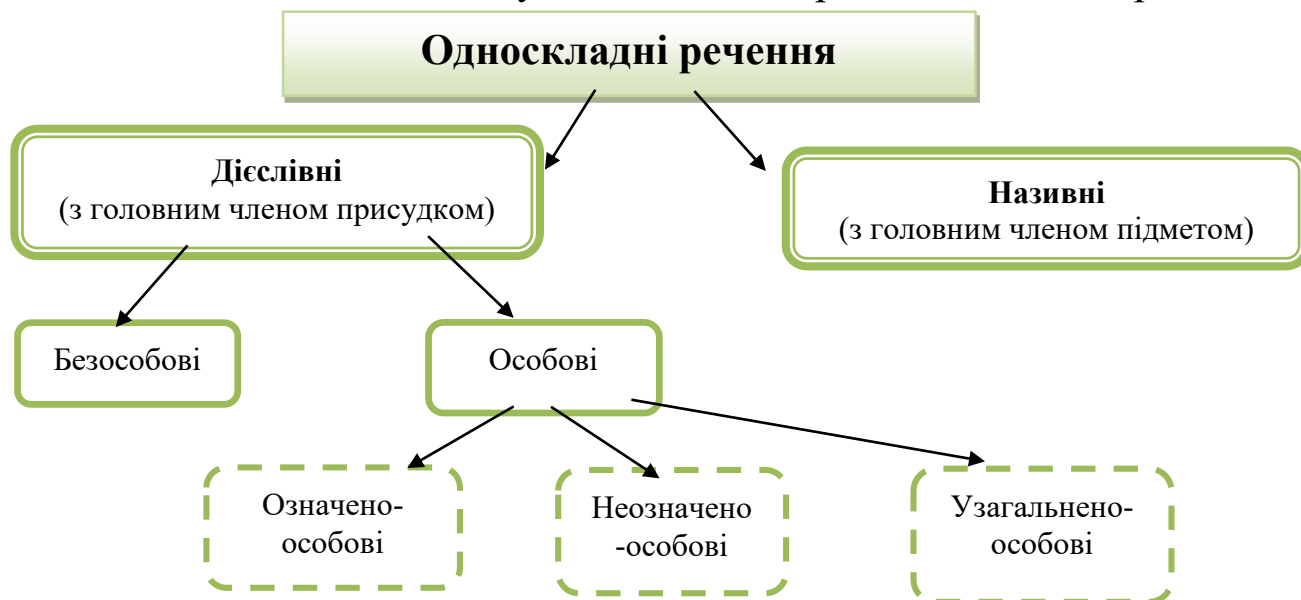 Односкладні речення
Дієслівні
(з головним членом присудком)
Називні
(з головним членом підметом)
Безособові
Особові
Означено-
особові
Неозначено
-особові
Узагальнено-
особові